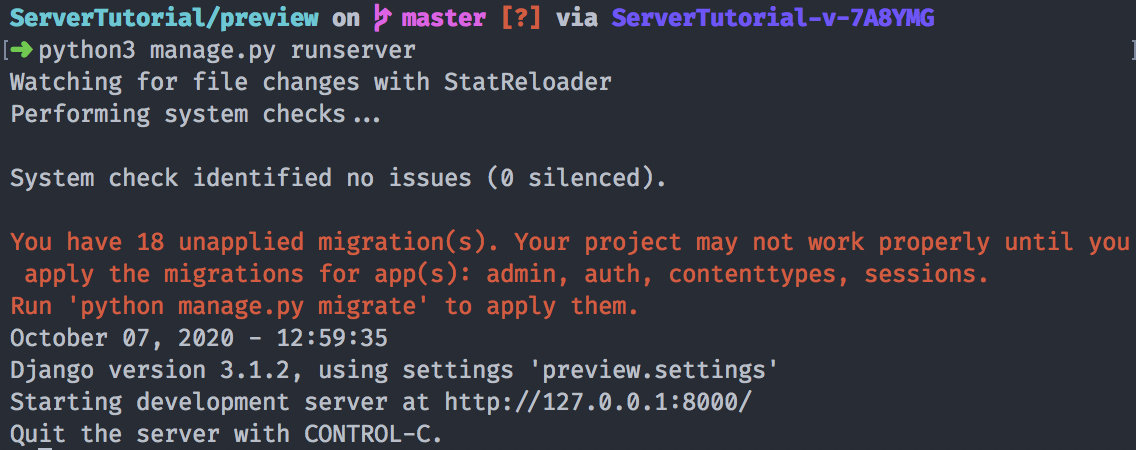 ServerTutorial/preview on master [?] via ServerTutorial-v-7A8YMG
[➜ python3 manage.py runserver ]
Watching for file changes with StatReloader
Performing system checks...
System check identified no issues (0 silenced).
You have 18 unapplied migration(s). Your project may not work properly until you
apply the migrations for app(s): admin, auth, contenttypes, sessions.
Run 'python manage.py migrate' to apply them.
October 07, 2020 - 12:59:35
Django version 3.1.2, using settings 'preview.settings'
Starting development server at http://127.0.0.1:8000/
Quit the server with CONTROL-C.